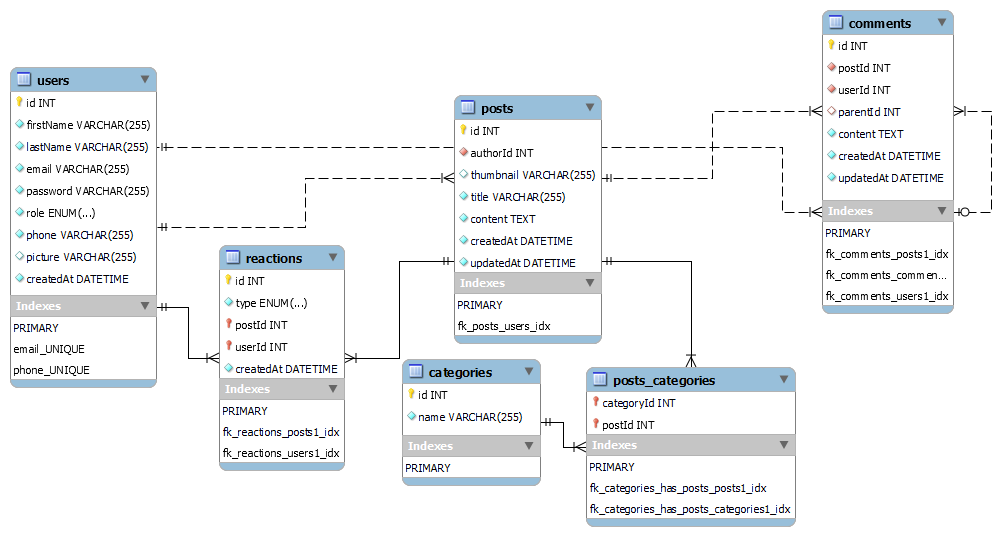 users
id INT
firstName VARCHAR(255)
lastName VARCHAR(255)
email VARCHAR(255)
password VARCHAR(255)
role ENUM(...)
phone VARCHAR(255)
picture VARCHAR(255)
createdAt DATETIME
Indexes
PRIMARY
email_UNIQUE
phone_UNIQUE
reactions
id INT
type ENUM(...)
postId INT
userId INT
createdAt DATETIME
Indexes
PRIMARY
fk_reactions_posts1_idx
fk_reactions_users1_idx
posts
id INT
authorId INT
thumbnail VARCHAR(255)
title VARCHAR(255)
content TEXT
createdAt DATETIME
updatedAt DATETIME
Indexes
PRIMARY
fk_posts_users_idx
categories
id INT
name VARCHAR(255)
Indexes
PRIMARY
posts_categories
categoryId INT
postId INT
Indexes
PRIMARY
fk_categories_has_posts_posts1_idx
fk_categories_has_posts_categories1_idx
comments
id INT
postId INT
userId INT
parentId INT
content TEXT
createdAt DATETIME
updatedAt DATETIME
Indexes
PRIMARY
fk_comments_posts1_idx
fk_comments_commen...
fk_comments_users1_idx